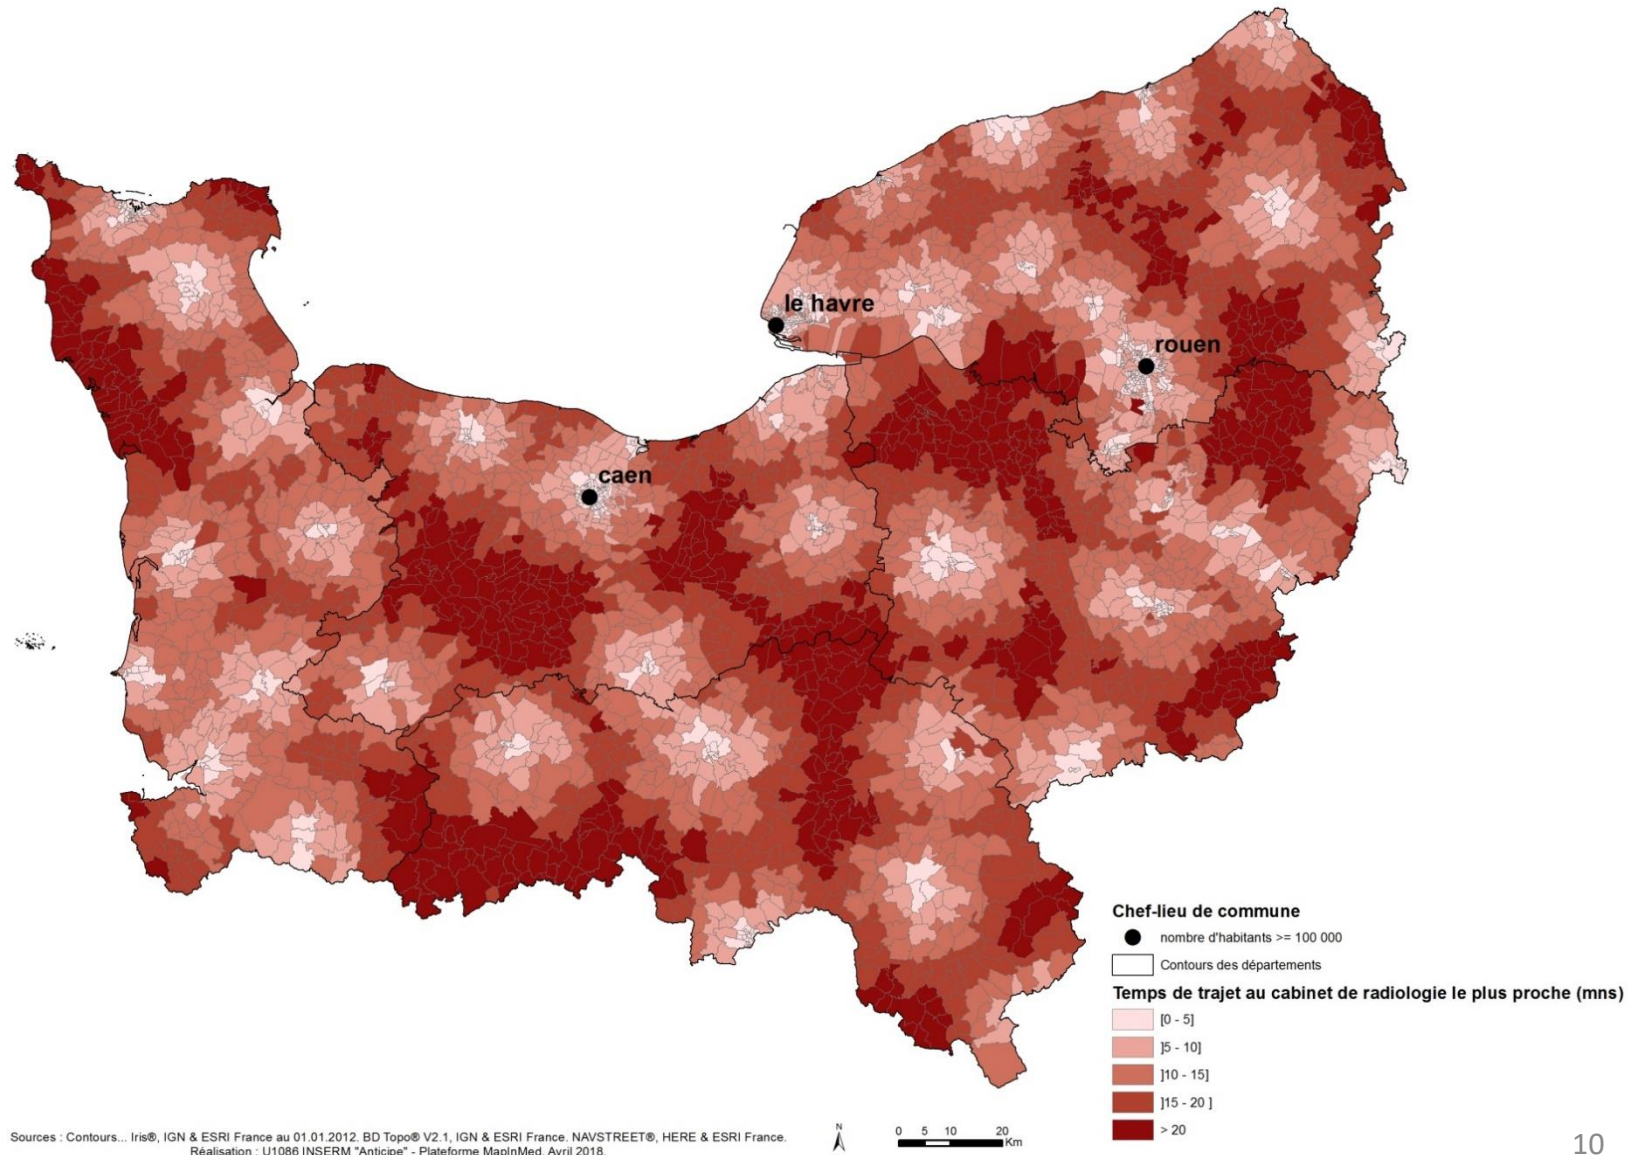 le havre
rouen
caen
Chef-lieu de commune
nombre d'habitants >= 100 000
Contours des départements
Temps de trajet au cabinet de radiologie le plus proche (mns)
[0 - 5]
]5 - 10]
]10 - 15]
]15 - 20 ]
> 20
Sources : Contours... Iris®, IGN & ESRI France au 01.01.2012. BD Topo® V2.1, IGN & ESRI France. NAVSTREET®, HERE & ESRI France.
Réalisation : U1086 INSERM "Anticipe" - Plateforme MapInMed. Avril 2018.
N
0 5 10 20
Km
10